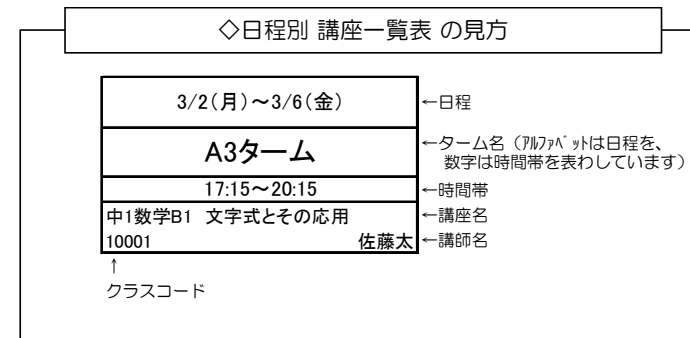 ◇日程別 講座一覧表 の見方
3/2(月)～3/6(金)
←日程
A3ターム
←ターム名（ｱﾙﾌｧﾍﾞｯﾄは日程を、
数字は時間帯を表わしています）
17:15～20:15
←時間帯
中1数学B1 文字式とその応用
←講座名
10001 佐藤太
←講師名
↑
クラスコード